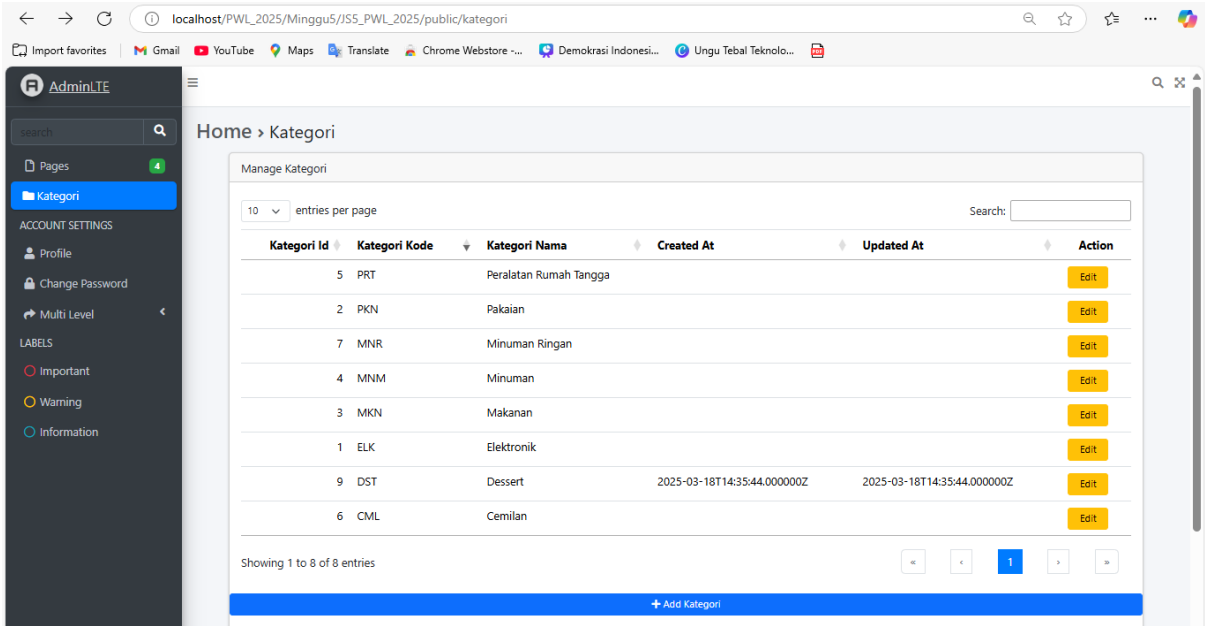 localhost/PWL_2025/Minggu5/JS5_PWL_2025/public/kategori
Import favorites Gmail YouTube Maps Translate Chrome Webstore -... Demokrasi Indonesi... Ungu Tebal Teknolo... PDF
AdminLTE
search
Pages 4
Kategori
ACCOUNT SETTINGS
Profile
Change Password
Multi Level
LABELS
Important
Warning
Information
Home › Kategori
Manage Kategori
10 entries per page Search:
Kategori Id Kategori Kode Kategori Nama Created At Updated At Action
5 PRT Peralatan Rumah Tangga Edit
2 PKN Pakaian Edit
7 MNR Minuman Ringan Edit
4 MNM Minuman Edit
3 MKN Makanan Edit
1 ELK Elektronik Edit
9 DST Dessert 2025-03-18T14:35:44.000000Z 2025-03-18T14:35:44.000000Z Edit
6 CML Cemilan Edit
Showing 1 to 8 of 8 entries « ‹ 1 › »
+ Add Kategori